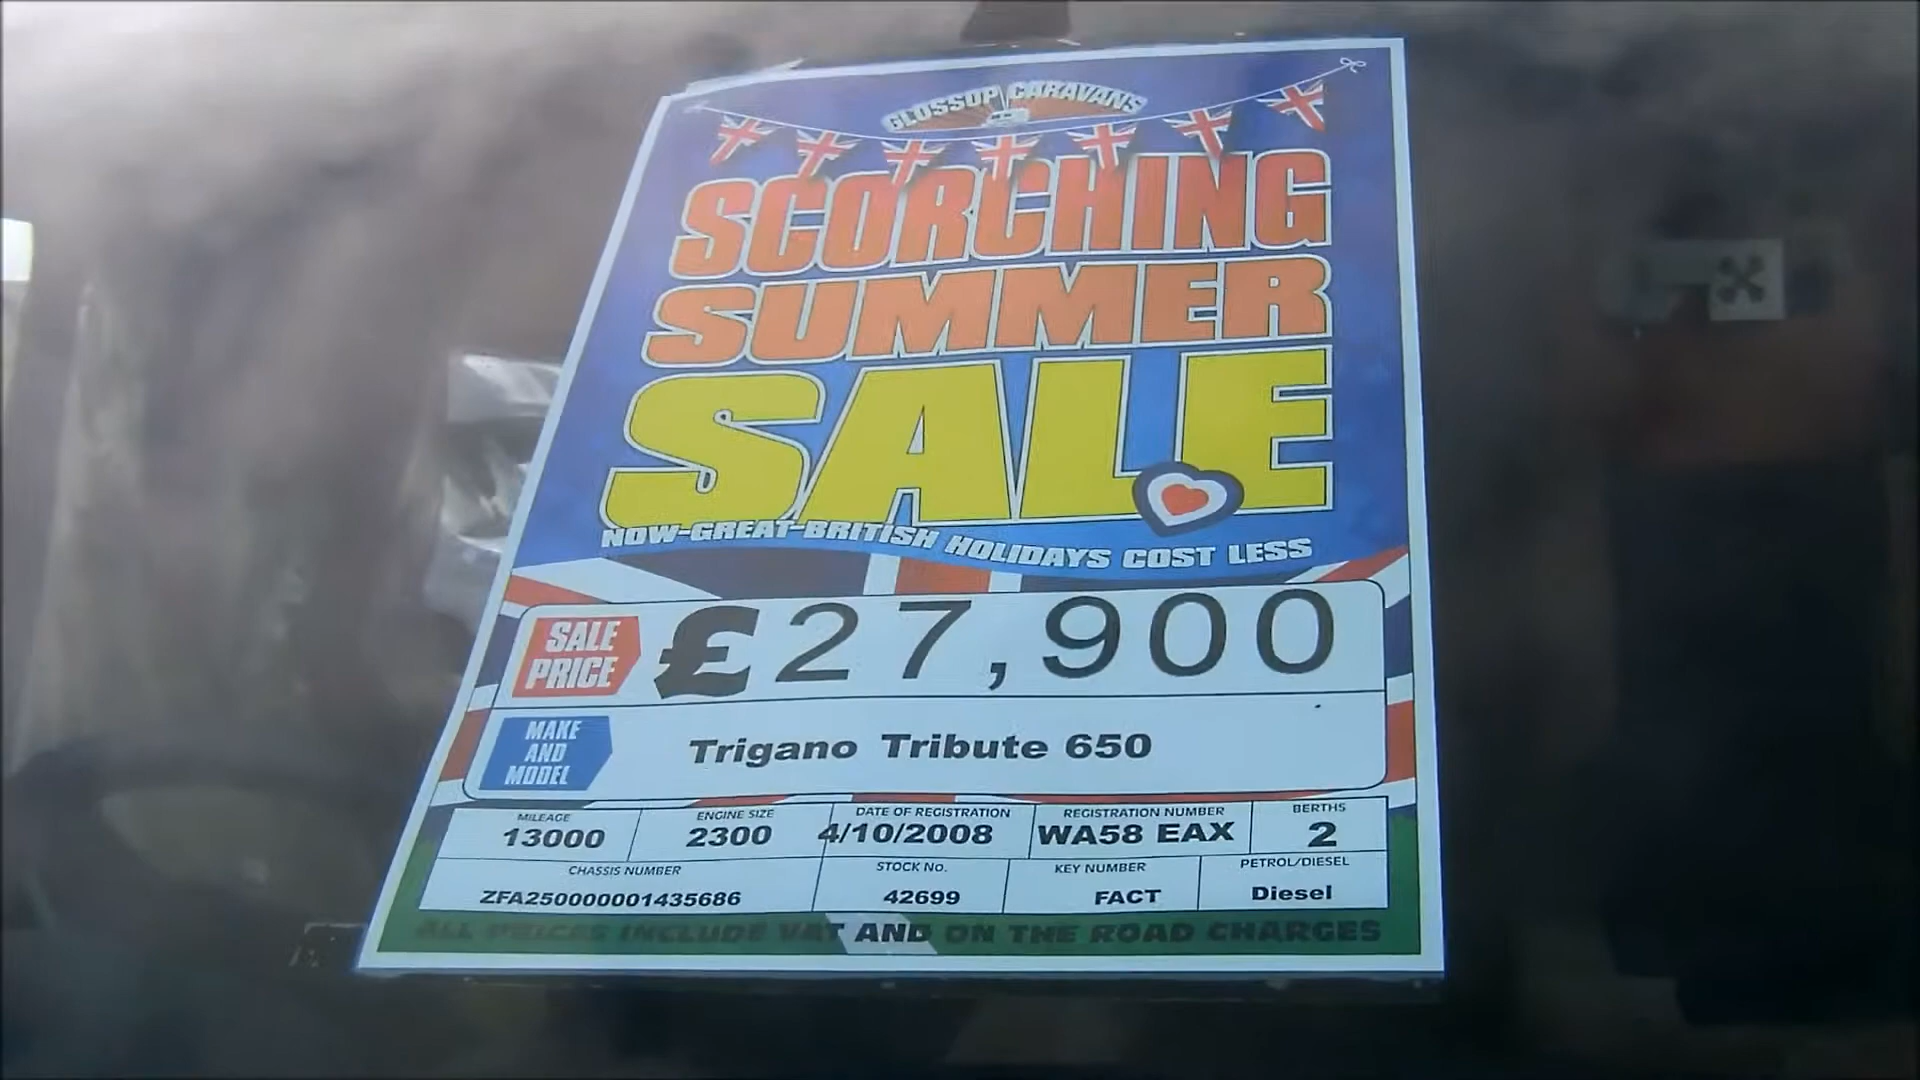 GLOSSOP CARAVANS
SCORCHING
SUMMER
SALE
NOW-GREAT-BRITISH HOLIDAYS COST LESS
SALE PRICE £27,900
MAKE AND MODEL Trigano Tribute 650
MILEAGE ENGINE SIZE DATE OF REGISTRATION REGISTRATION NUMBER BERTHS
13000 2300 4/10/2008 WA58 EAX 2
CHASSIS NUMBER STOCK No. KEY NUMBER PETROL/DIESEL
ZFA250000001435686 42699 FACT Diesel
ALL PRICES INCLUDE VAT AND ON THE ROAD CHARGES